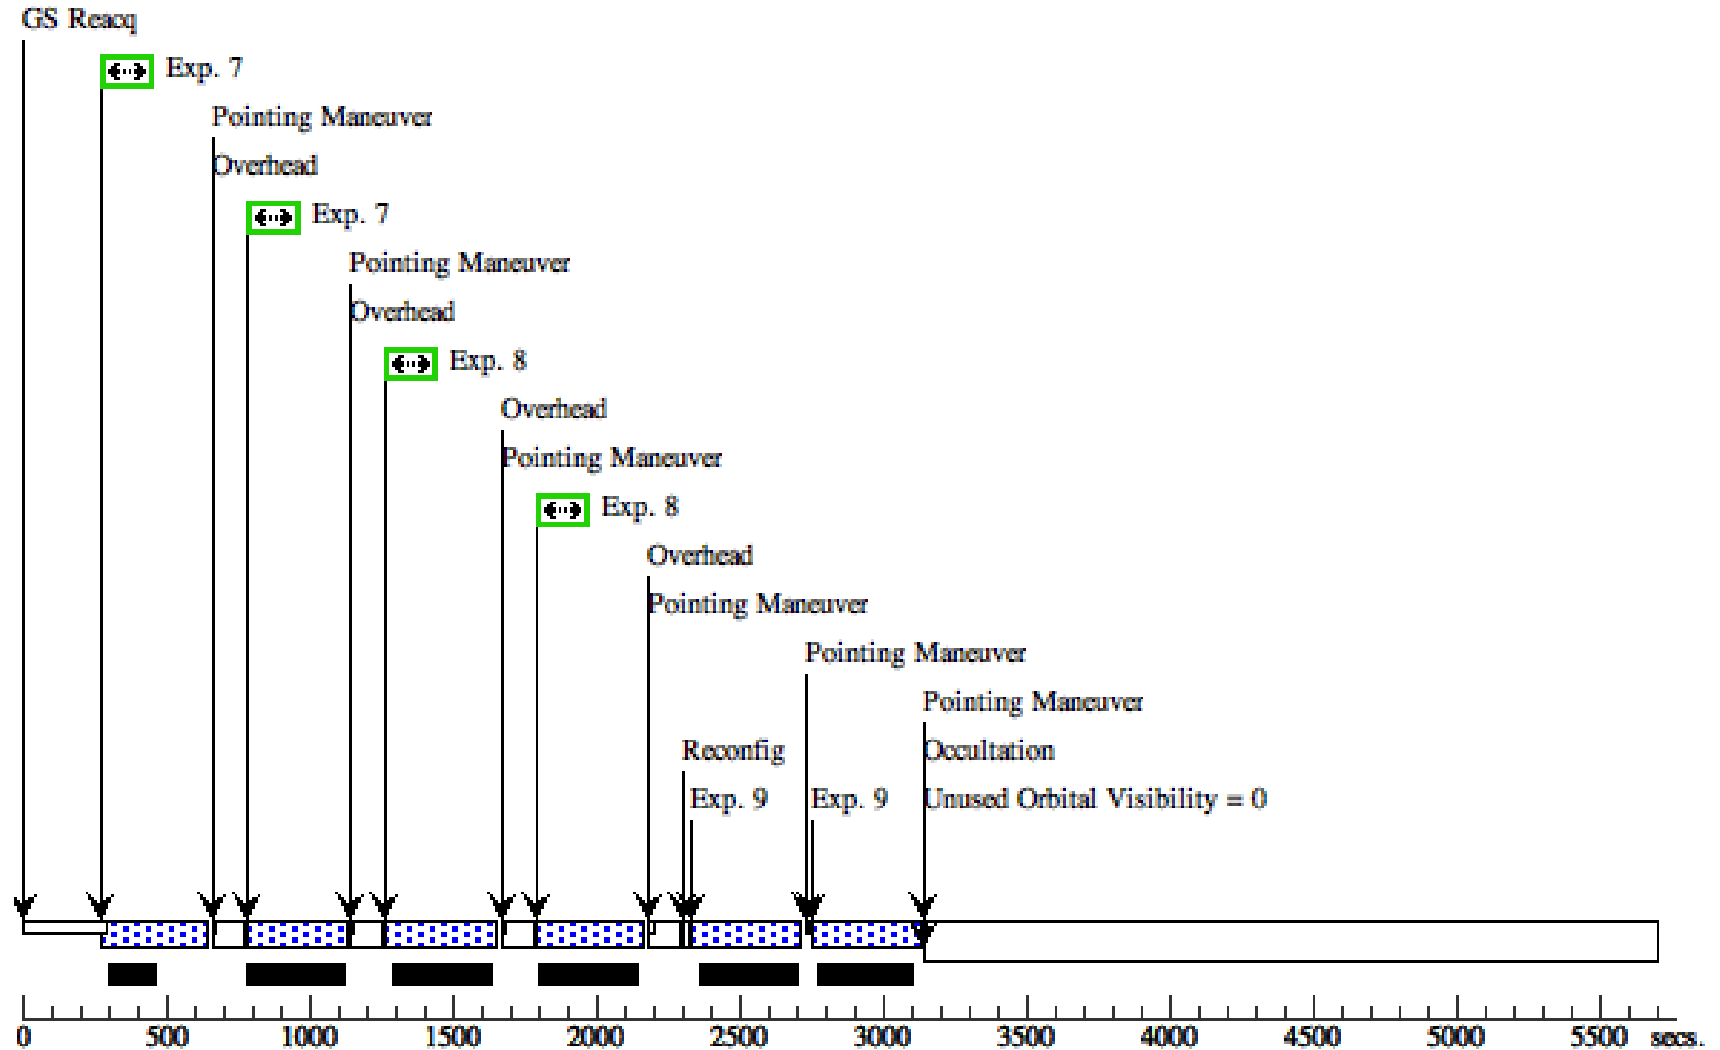 GS Reacq
Exp. 7
Pointing Maneuver
Overhead
Exp. 7
Pointing Maneuver
Overhead
Exp. 8
Overhead
Pointing Maneuver
Exp. 8
Overhead
Pointing Maneuver
Pointing Maneuver
Pointing Maneuver
Reconfig
Occultation
Exp. 9
Exp. 9
Unused Orbital Visibility = 0
0 500 1000 1500 2000 2500 3000 3500 4000 4500 5000 5500 secs.